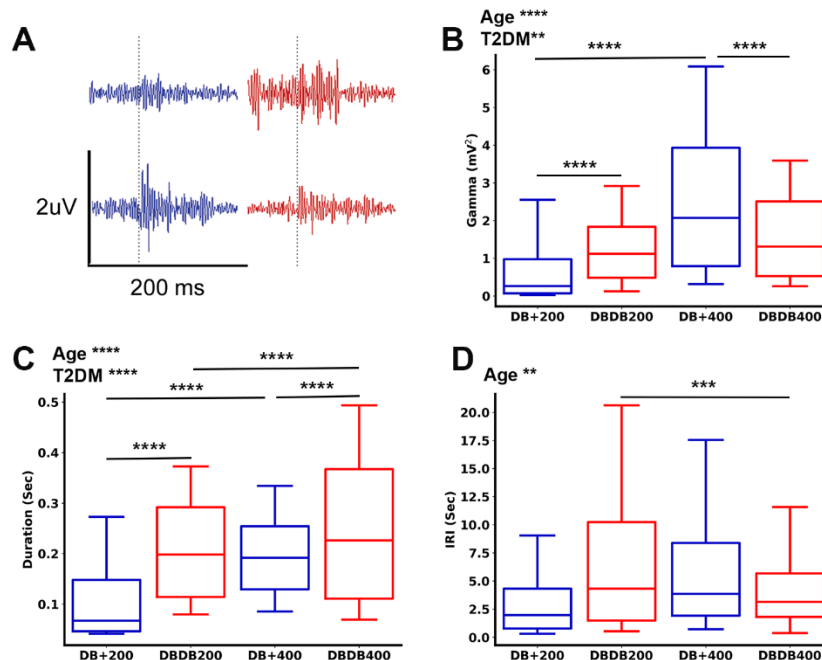 A
2uV
200 ms
B
Age ****
T2DM**
****
****
****
Gamma (mV²)
6
5
4
3
2
1
0
DB+200 DBDB200 DB+400 DBDB400
C
Age ****
T2DM ****
****
****
****
****
Duration (Sec)
0.5
0.4
0.3
0.2
0.1
DB+200 DBDB200 DB+400 DBDB400
D
Age **
***
IRI (Sec)
20.0
17.5
15.0
12.5
10.0
7.5
5.0
2.5
0.0
DB+200 DBDB200 DB+400 DBDB400